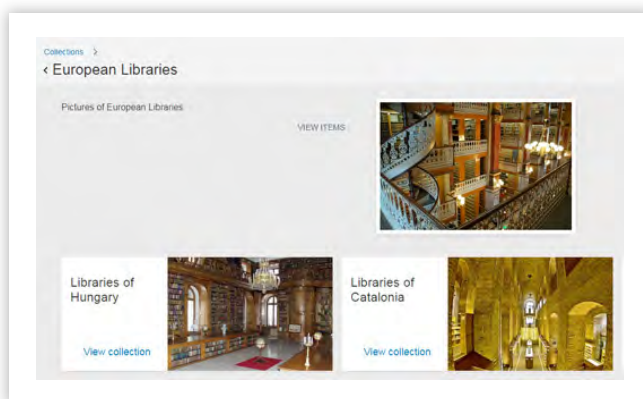 Collections >
‹ European Libraries
Pictures of European Libraries
VIEW ITEMS
Libraries of
Hungary
View collection
Libraries of
Catalonia
View collection